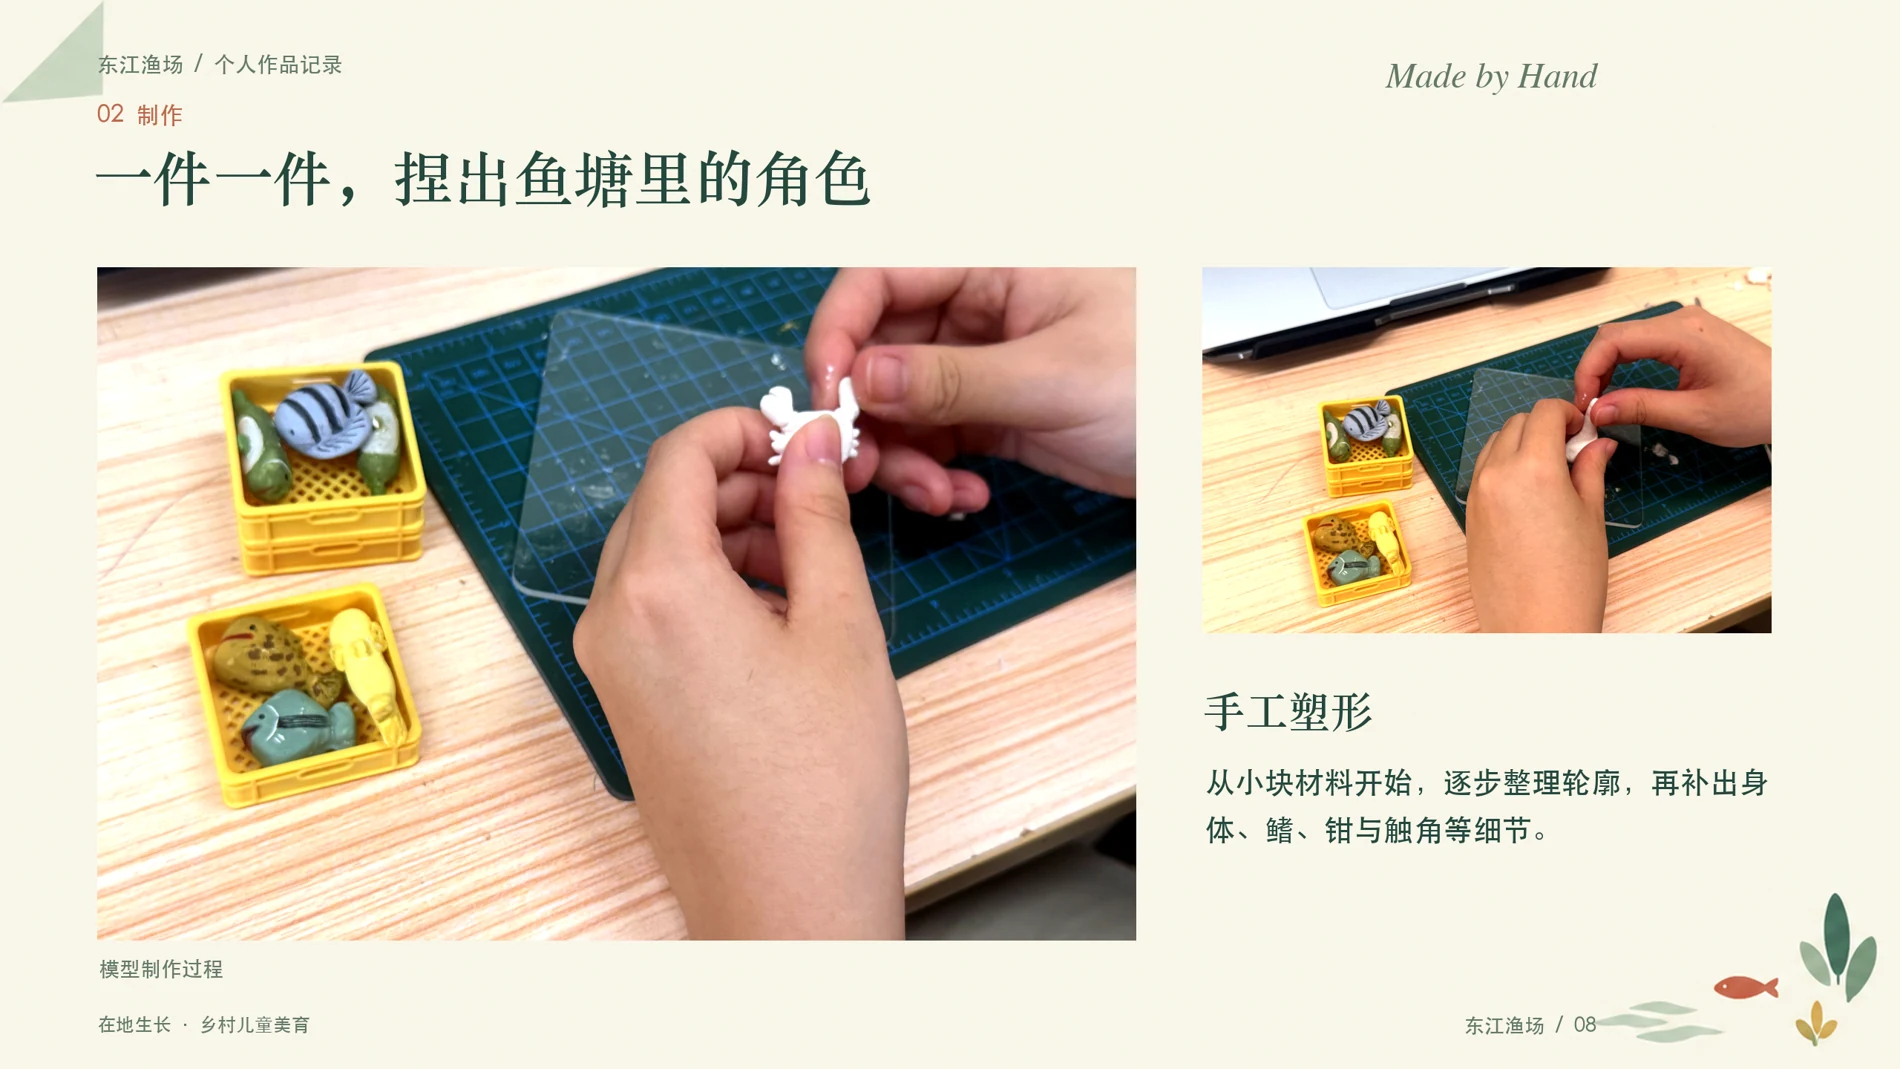 东江渔场 / 个人作品记录
Made by Hand
02 制作
一件一件，捏出鱼塘里的角色
手工塑形
从小块材料开始，逐步整理轮廓，再补出身
体、鳍、钳与触角等细节。
模型制作过程
在地生长 · 乡村儿童美育
东江渔场 / 08